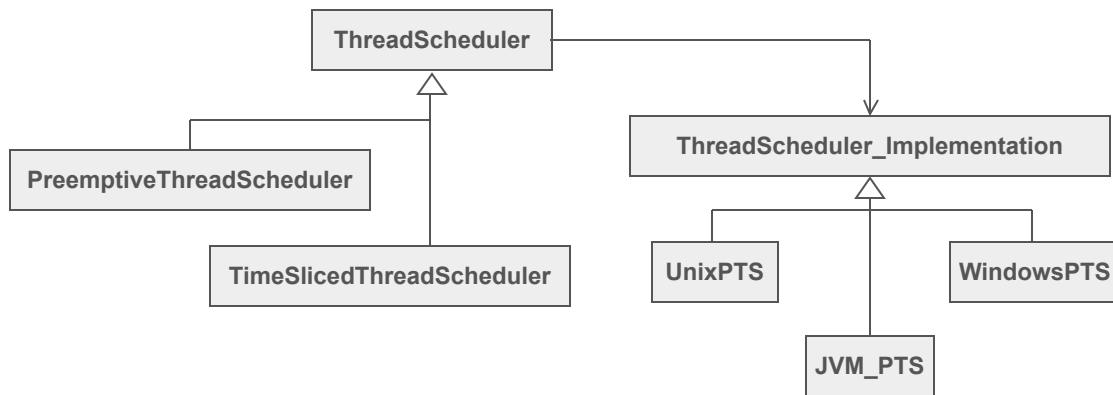 ThreadScheduler
ThreadScheduler_Implementation
PreemptiveThreadScheduler
TimeSlicedThreadScheduler
UnixPTS
WindowsPTS
JVM_PTS